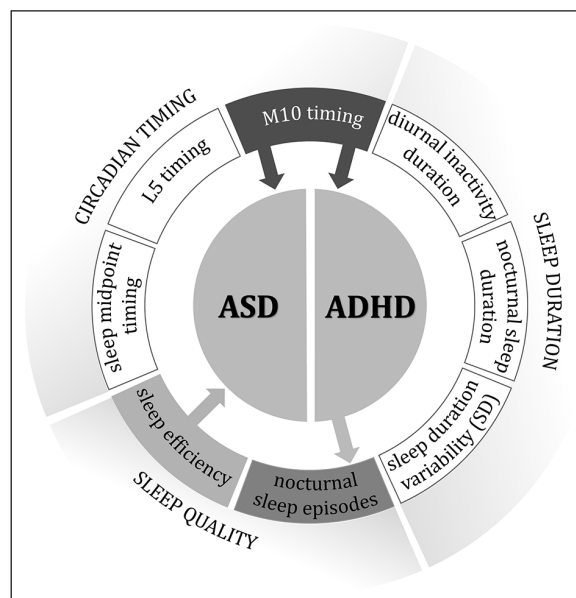 CIRCADIAN TIMING
M10 timing
L5 timing
sleep midpoint
timing
diurnal inactivity
duration
nocturnal sleep
duration
sleep duration
variability (SD)
SLEEP DURATION
ASD
ADHD
sleep efficiency
nocturnal
sleep episodes
SLEEP QUALITY